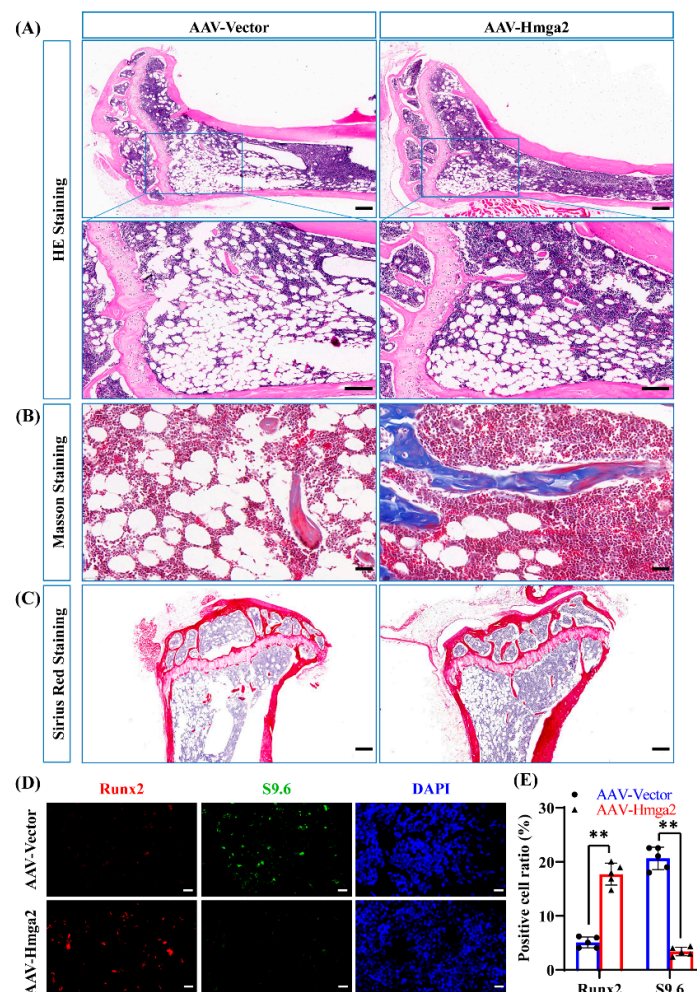 (A)
AAV-Vector
AAV-Hmga2
HE Staining
(B)
Masson Staining
(C)
Sirius Red Staining
(D)
Runx2
S9.6
DAPI
AAV-Vector
AAV-Hmga2
(E)
AAV-Vector
AAV-Hmga2
Positive cell ratio (%)
30
20
10
0
**
**
Runx2
S9.6